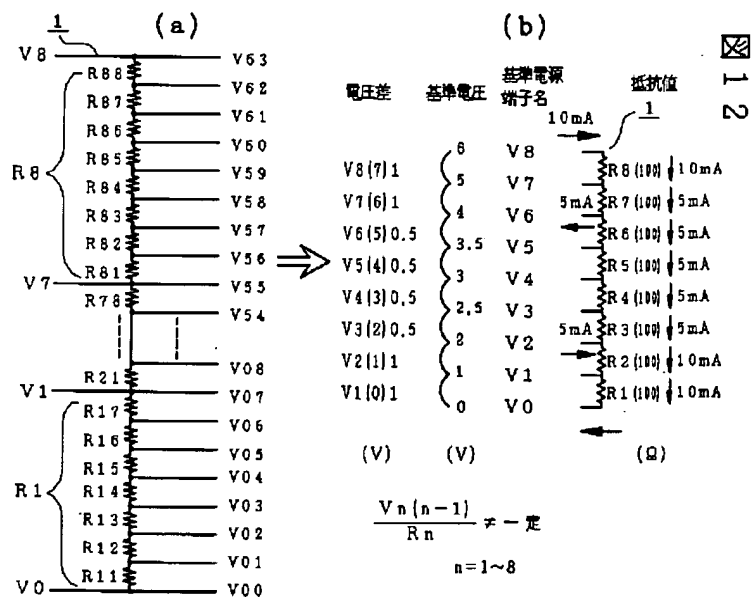 図12
(a)
1
V8
V63
R88
V62
R87
V61
R86
V60
R85
R8
V59
R84
V58
R83
V57
R82
V56
R81
V7
V55
R78
V54
V08
R21
V1
V07
R17
V06
R16
V05
R15
V04
R1
R14
V03
R13
V02
R12
V01
R11
V0
V00
(b)
電圧差 基準電圧 基準電源端子名 抵抗値
10mA 1
6 V8
V8(7)1 R8(100) 10mA
5 V7
V7(6)1 5mA R7(100) 5mA
4 V6
V6(5)0.5 R6(100) 5mA
3.5 V5
V5(4)0.5 R5(100) 5mA
3 V4
V4(3)0.5 R4(100) 5mA
2.5 V3
V3(2)0.5 5mA R3(100) 5mA
2 V2
V2(1)1 R2(100) 10mA
1 V1
V1(0)1 R1(100) 10mA
0 V0
(V) (V) (Ω)
Vn(n-1)
Rn
≠一定
n=1~8